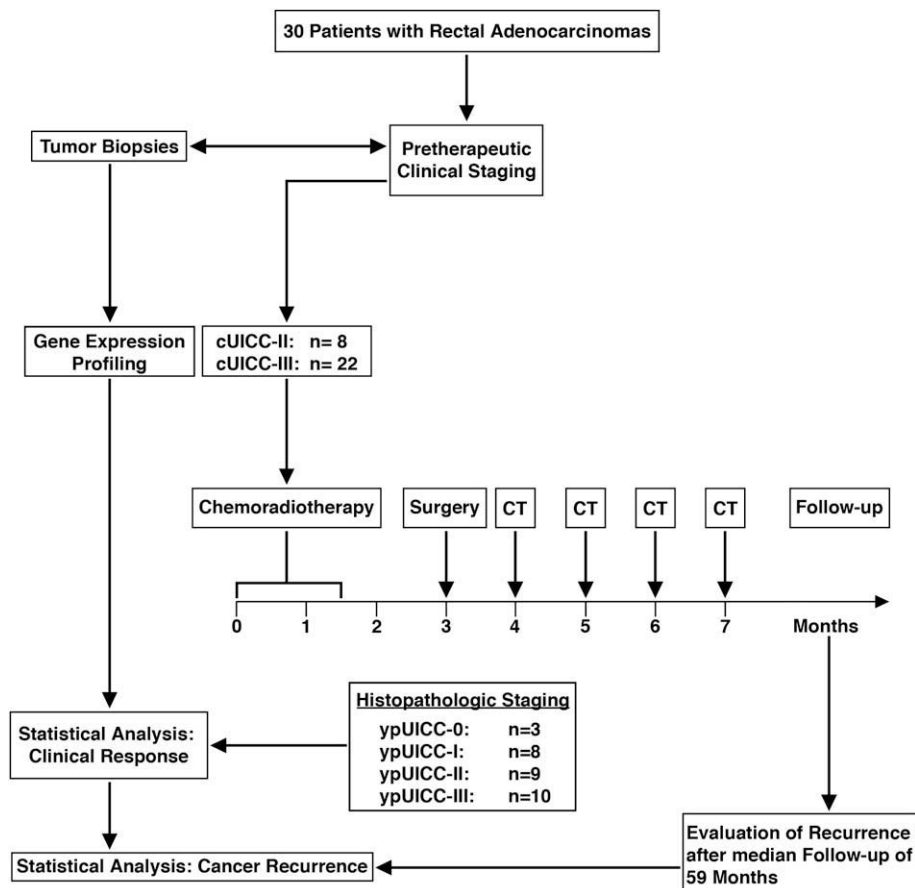 30 Patients with Rectal Adenocarcinomas
Tumor Biopsies
Pretherapeutic
Clinical Staging
Gene Expression
Profiling
cUICC-II: n= 8
cUICC-III: n= 22
Chemoradiotherapy
Surgery
CT
CT
CT
CT
Follow-up
0 1 2 3 4 5 6 7 Months
Histopathologic Staging
ypUICC-0: n=3
ypUICC-I: n=8
ypUICC-II: n=9
ypUICC-III: n=10
Statistical Analysis:
Clinical Response
Evaluation of Recurrence
after median Follow-up of
59 Months
Statistical Analysis: Cancer Recurrence